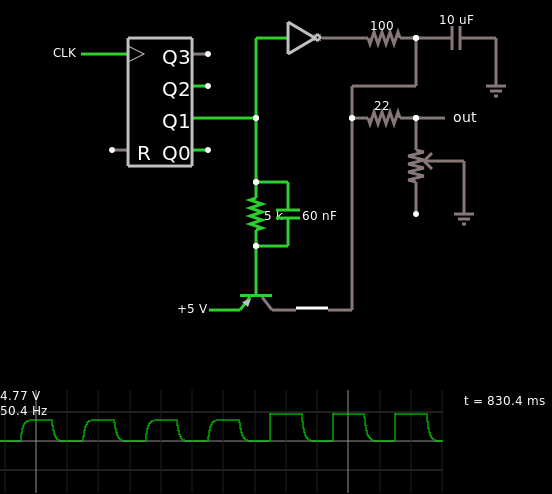 100
10 uF
CLK
Q3
Q2
22
out
Q1
R Q0
5 k
60 nF
+5 V
4.77 V
50.4 Hz
t = 830.4 ms